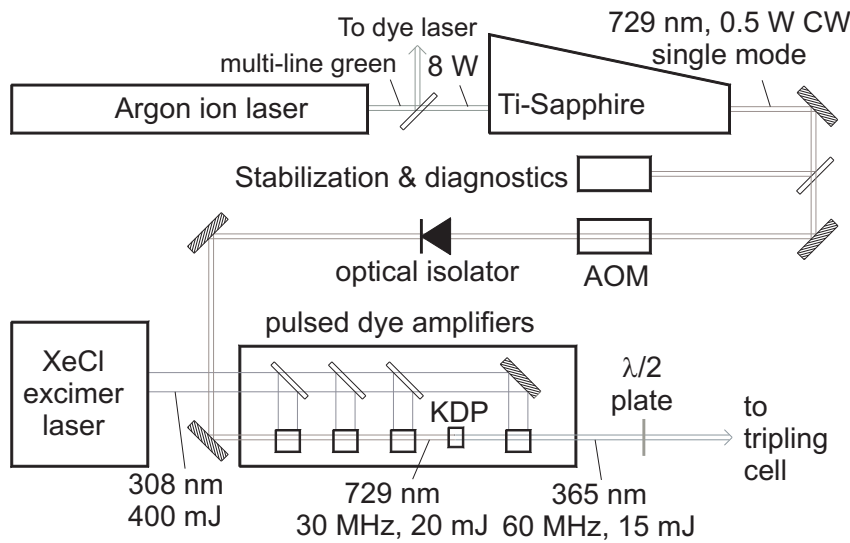 To dye laser
multi-line green
8 W
729 nm, 0.5 W CW
single mode
Argon ion laser
Ti-Sapphire
Stabilization & diagnostics
optical isolator
AOM
pulsed dye amplifiers
XeCl
excimer
laser
KDP
λ/2
plate
to
tripling
cell
308 nm
400 mJ
729 nm
30 MHz, 20 mJ
365 nm
60 MHz, 15 mJ